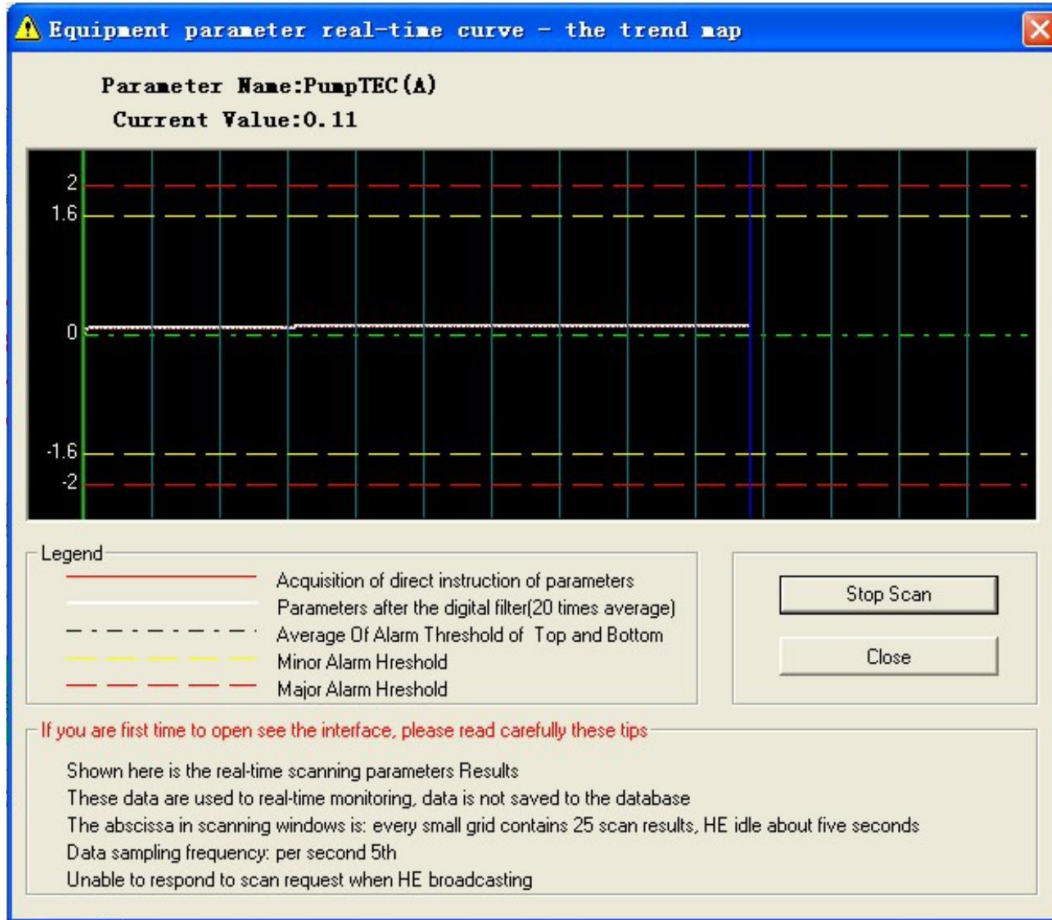 Equipment parameter real-time curve - the trend map
Parameter Name:PumpTEC(A)
Current Value:0.11
2
1.6
0
-1.6
-2
Legend
Acquisition of direct instruction of parameters
Parameters after the digital filter(20 times average)
Average Of Alarm Threshold of Top and Bottom
Minor Alarm Hreshold
Major Alarm Hreshold
Stop Scan
Close
If you are first time to open see the interface, please read carefully these tips
Shown here is the real-time scanning parameters Results
These data are used to real-time monitoring, data is not saved to the database
The abscissa in scanning windows is: every small grid contains 25 scan results, HE idle about five seconds
Data sampling frequency: per second 5th
Unable to respond to scan request when HE broadcasting